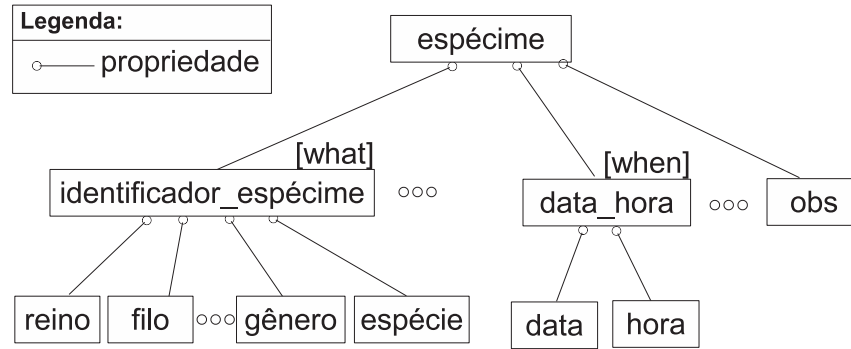 Legenda:
propriedade
espécime
[what]
identificador_espécime
[when]
data_hora
obs
reino
filo
gênero
espécie
data
hora